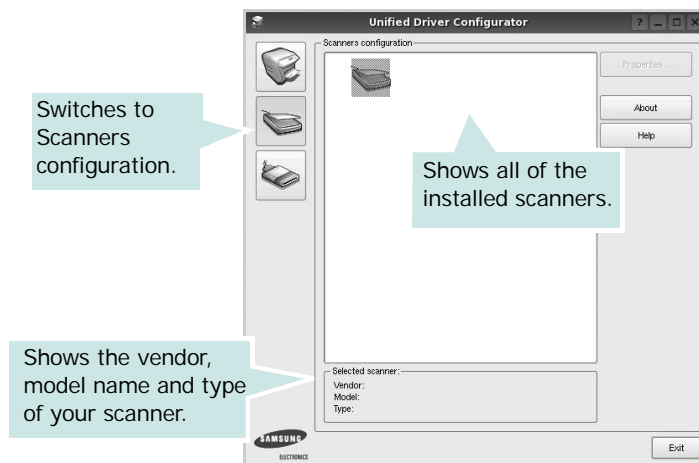 Unified Driver Configurator
Scanners configuration
Properties ...
About
Help
Switches to
Scanners
configuration.
Shows all of the
installed scanners.
Shows the vendor,
model name and type
of your scanner.
Selected scanner:
Vendor:
Model:
Type:
SAMSUNG
ELECTRONICS
Exit